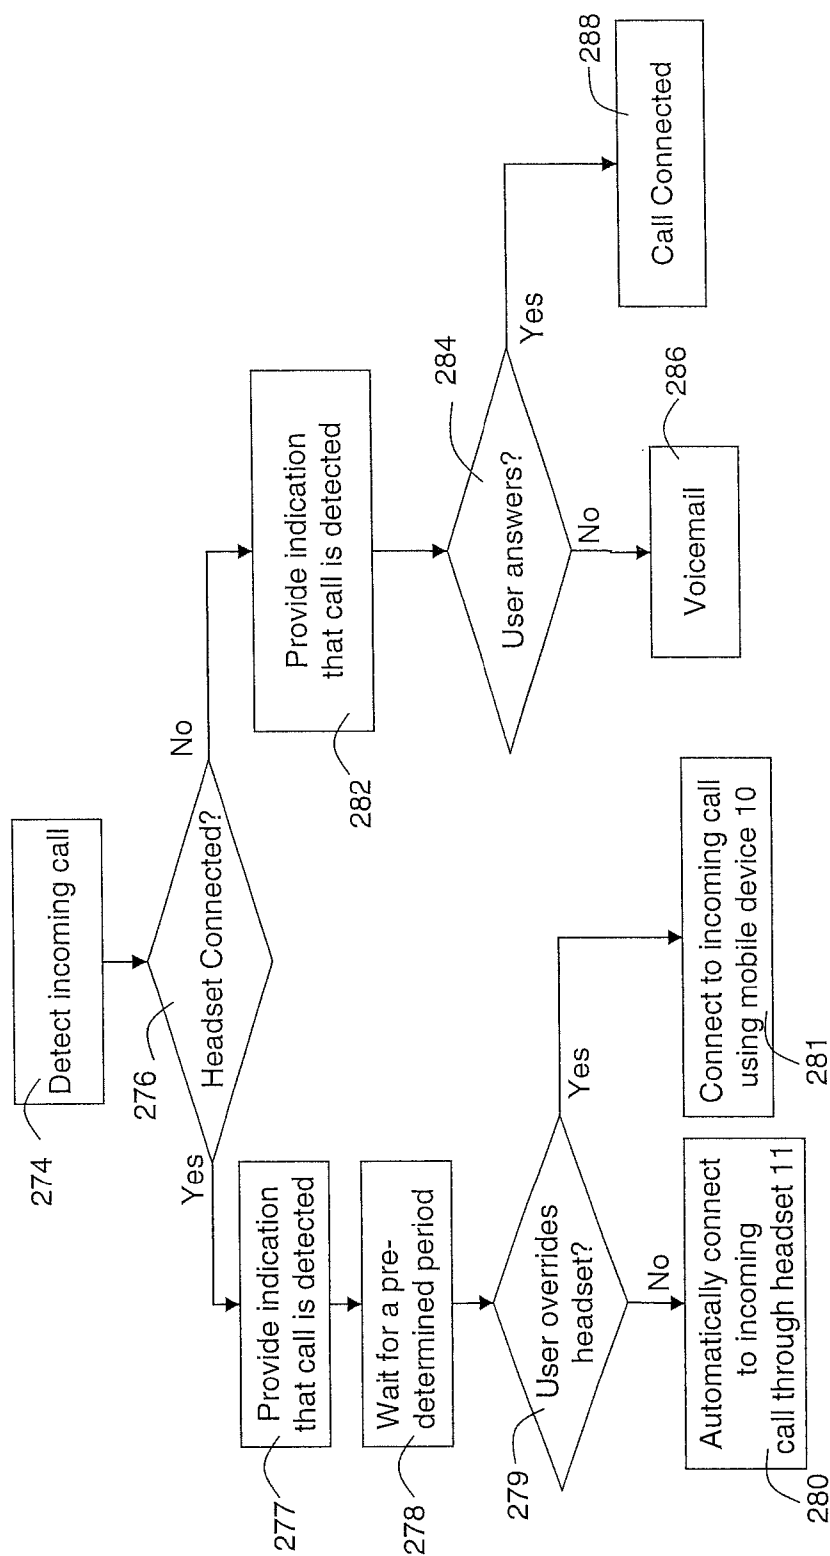 274
Detect incoming call
276
Headset Connected?
Yes
No
277
Provide indication
that call is detected
278
Wait for a pre-
determined period
279
User overrides
headset?
Yes
No
280
Automatically connect
to incoming
call through headset 11
Connect to incoming call
using mobile device 10
281
282
Provide indication
that call is detected
284
User answers?
Yes
No
286
Voicemail
288
Call Connected